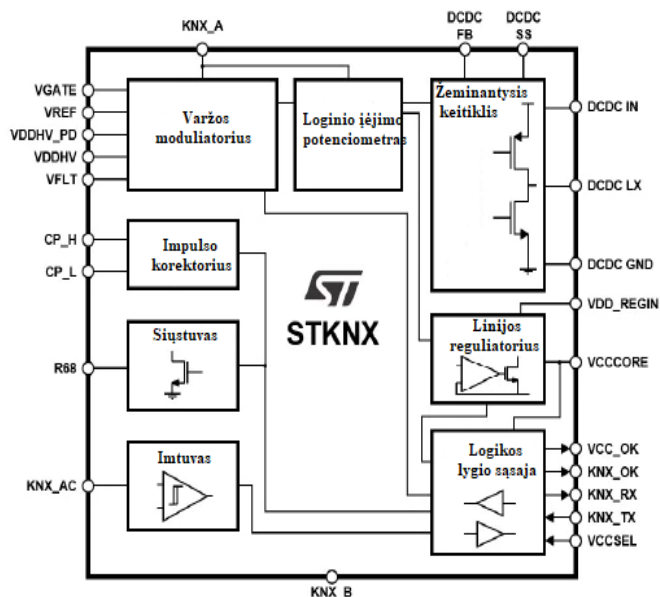 KNX_A
DCDC
FB
DCDC
SS
VGATE
VREF
VDDHV_PD
VDDHV
VFLT
Varžos
moduliatorius
Loginio įėjimo
potenciometras
Žeminantysis
keitiklis
DCDC IN
DCDC LX
DCDC GND
CP_H
CP_L
Impulso
korektorius
ST
STKNX
VDD_REGIN
Linijos
reguliatorius
VCCCORE
Siųstuvas
R68
Imtuvas
KNX_AC
Logikos
lygio sąsaja
VCC_OK
KNX_OK
KNX_RX
KNX_TX
VCCSEL
KNX_B